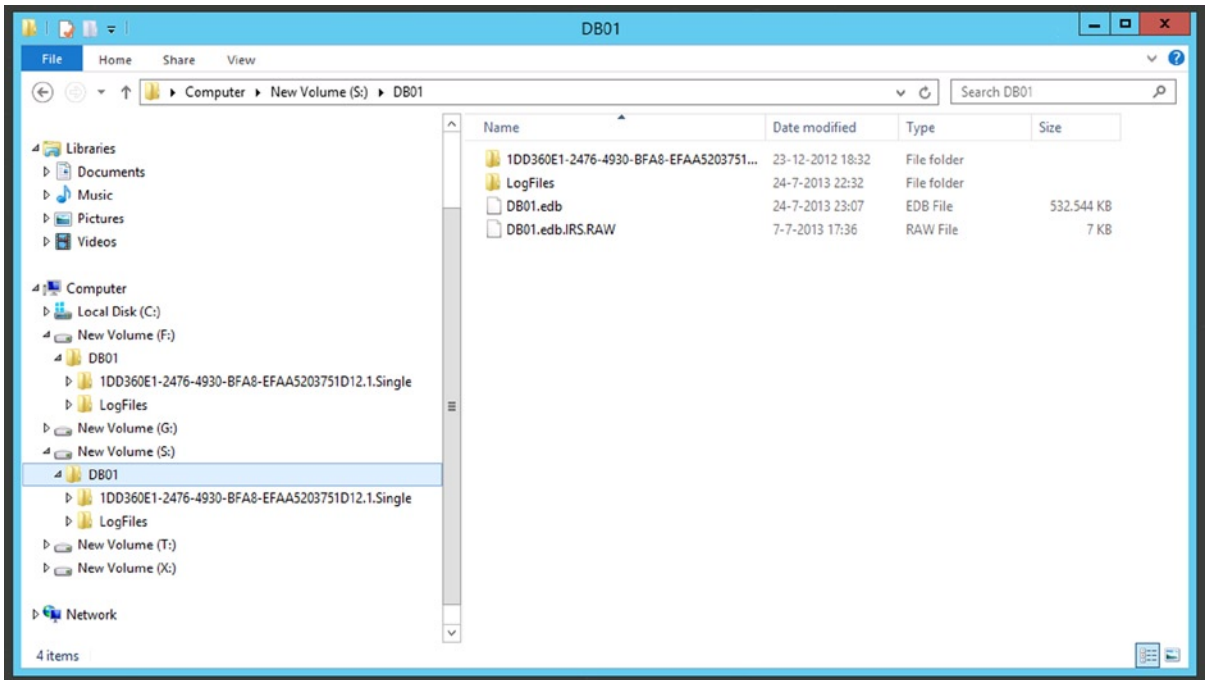 DB01
File Home Share View
Computer New Volume (S:) DB01
Search DB01
Libraries
Documents
Music
Pictures
Videos
Computer
Local Disk (C:)
New Volume (F:)
DB01
1DD360E1-2476-4930-BFA8-EFAA5203751D12.1.Single
LogFiles
New Volume (G:)
New Volume (S:)
DB01
1DD360E1-2476-4930-BFA8-EFAA5203751D12.1.Single
LogFiles
New Volume (T:)
New Volume (X:)
Network
Name Date modified Type Size
1DD360E1-2476-4930-BFA8-EFAA5203751... 23-12-2012 18:32 File folder
LogFiles 24-7-2013 22:32 File folder
DB01.edb 24-7-2013 23:07 EDB File 532.544 KB
DB01.edb.IRS.RAW 7-7-2013 17:36 RAW File 7 KB
4 items